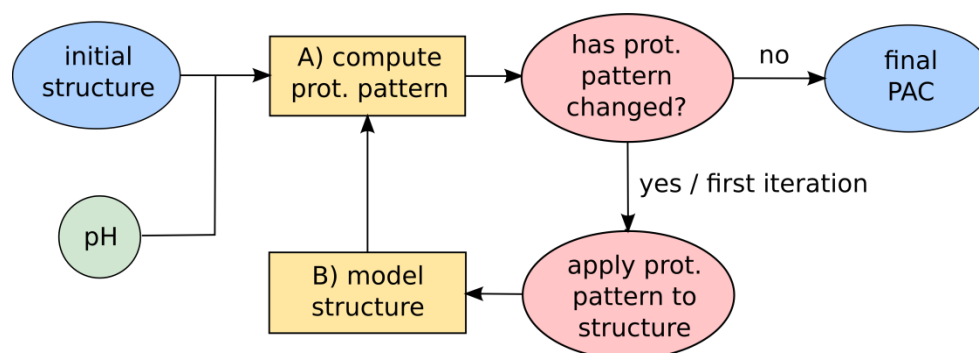 initial
structure
A) compute
prot. pattern
has prot.
pattern
changed?
no
final
PAC
yes / first iteration
pH
B) model
structure
apply prot.
pattern to
structure